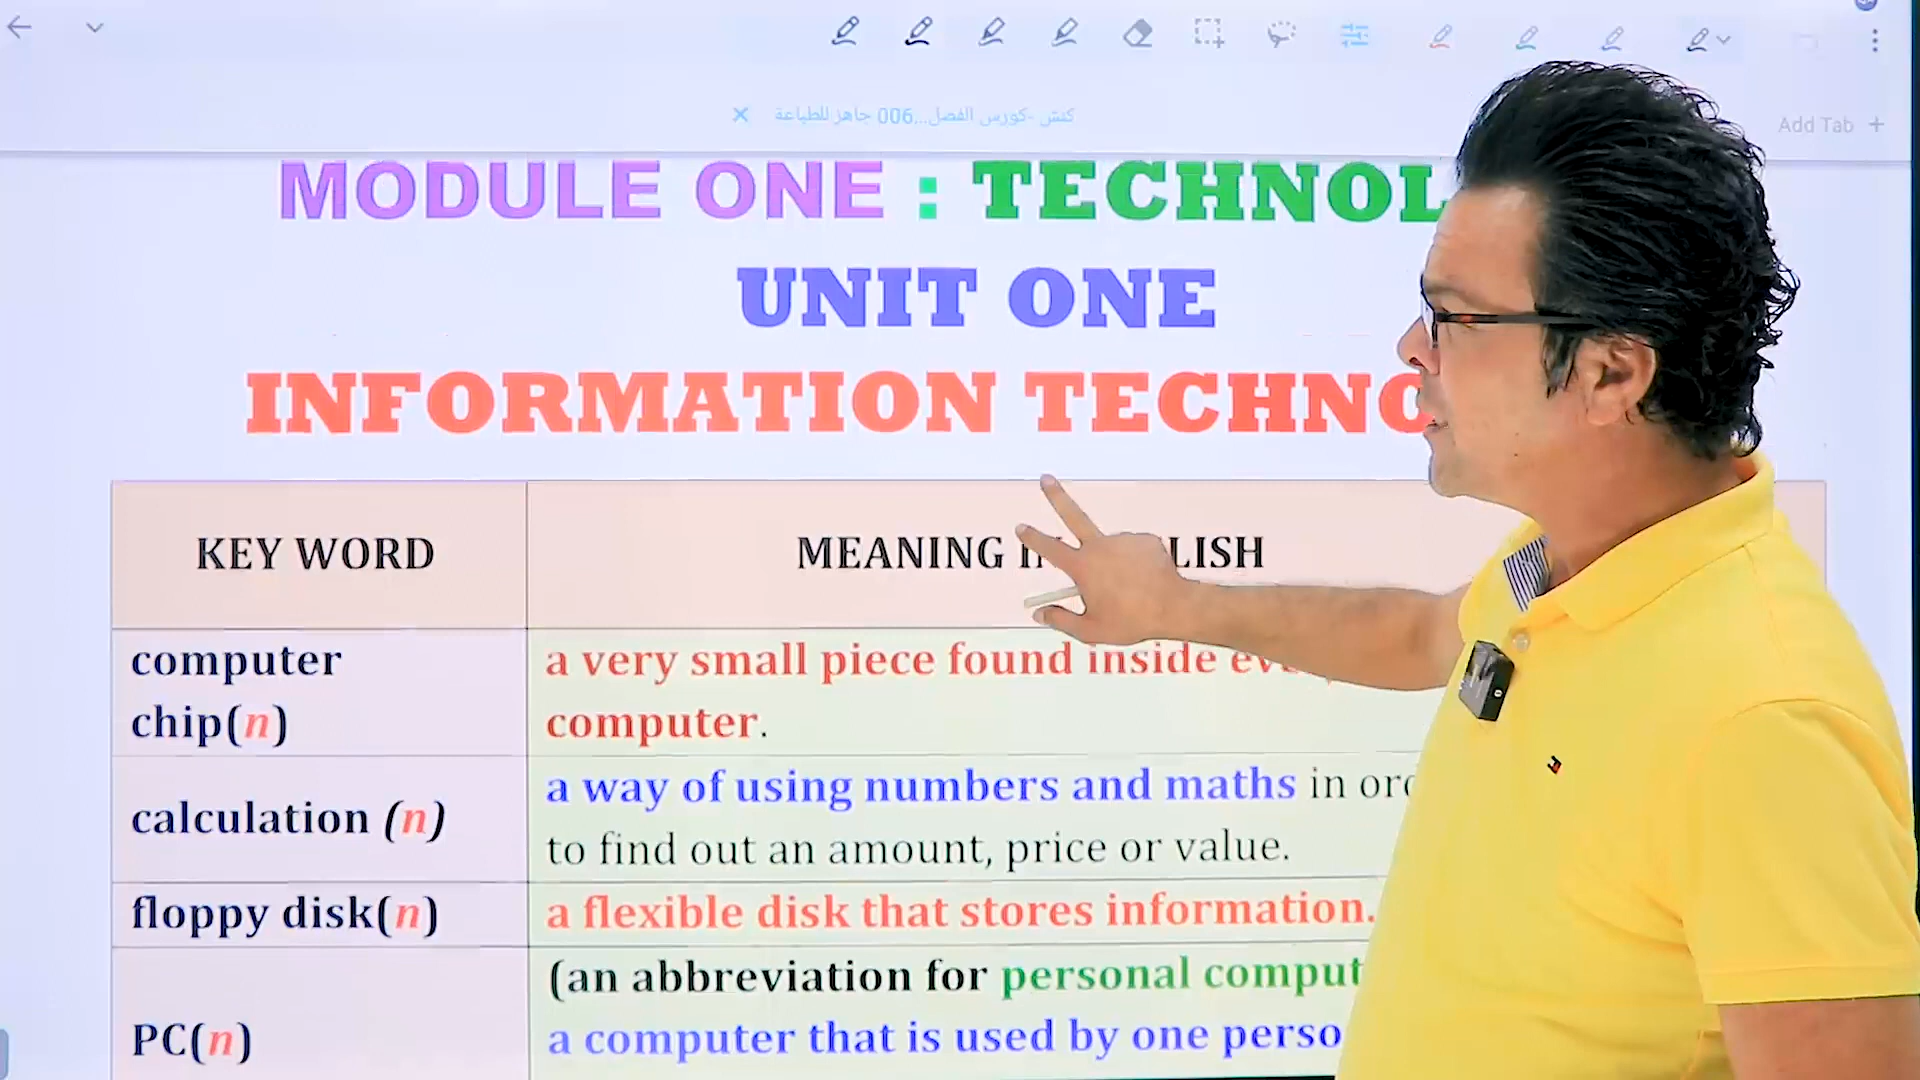 كنش -كورس الفصل...006 جاهز للطباعة
Add Tab +
MODULE ONE : TECHNOL
UNIT ONE
INFORMATION TECHNO
KEY WORD
MEANING
LISH
computer
chip(n)
a very small piece found inside
computer.
calculation (n)
a way of using numbers and maths in
to find out an amount, price or value.
floppy disk(n)
a flexible disk that stores information.
PC(n)
(an abbreviation for personal comput
a computer that is used by one perso